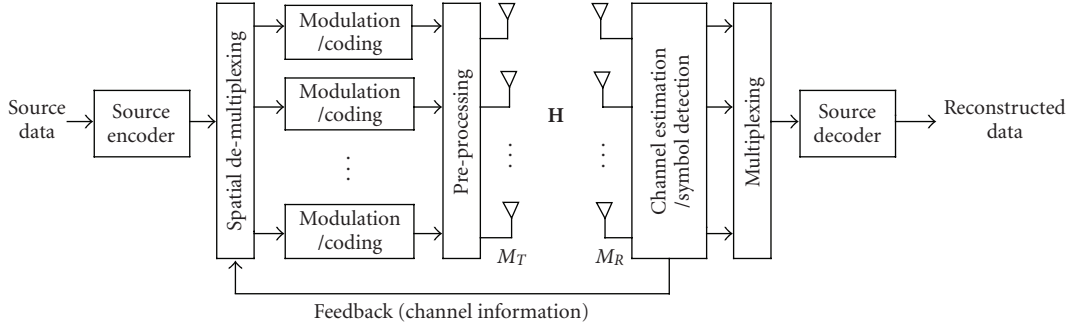 Source
data
Source
encoder
Spatial de-multiplexing
Modulation
/coding
Modulation
/coding
...
Modulation
/coding
Pre-processing
...
M_T
H
...
M_R
Channel estimation
/symbol detection
Multiplexing
Source
decoder
Reconstructed
data
Feedback (channel information)